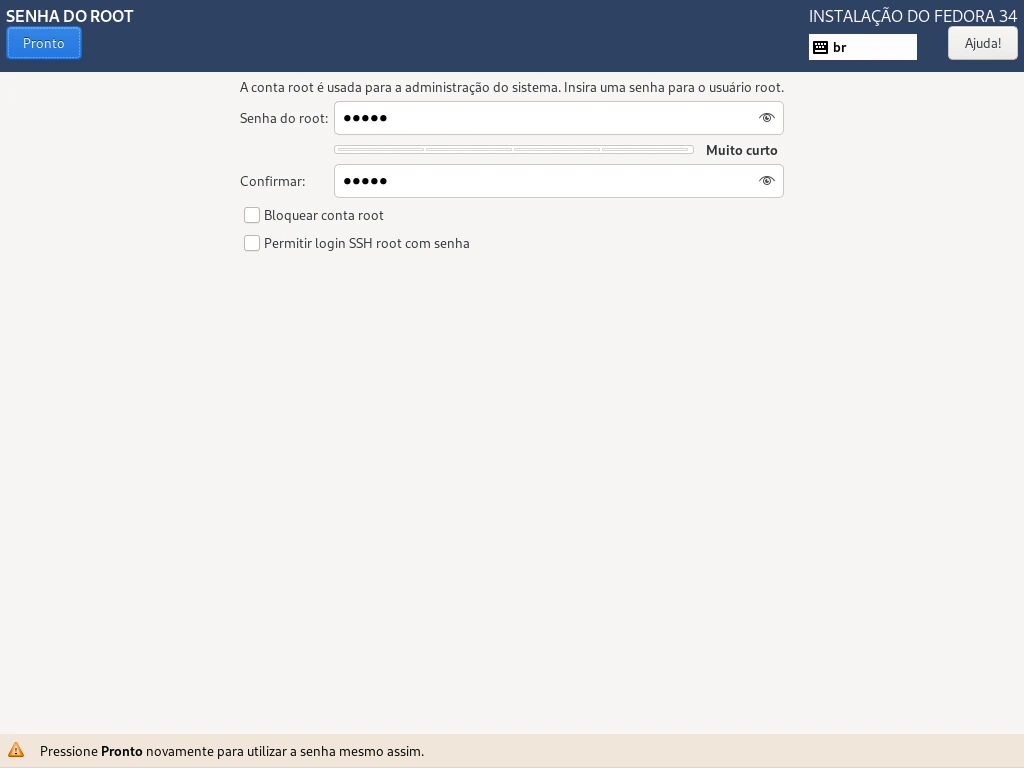 SENHA DO ROOT
INSTALAÇÃO DO FEDORA 34
Pronto
br
Ajuda!
A conta root é usada para a administração do sistema. Insira uma senha para o usuário root.
Senha do root: ●●●●●
Muito curto
Confirmar: ●●●●●
Bloquear conta root
Permitir login SSH root com senha
Pressione Pronto novamente para utilizar a senha mesmo assim.